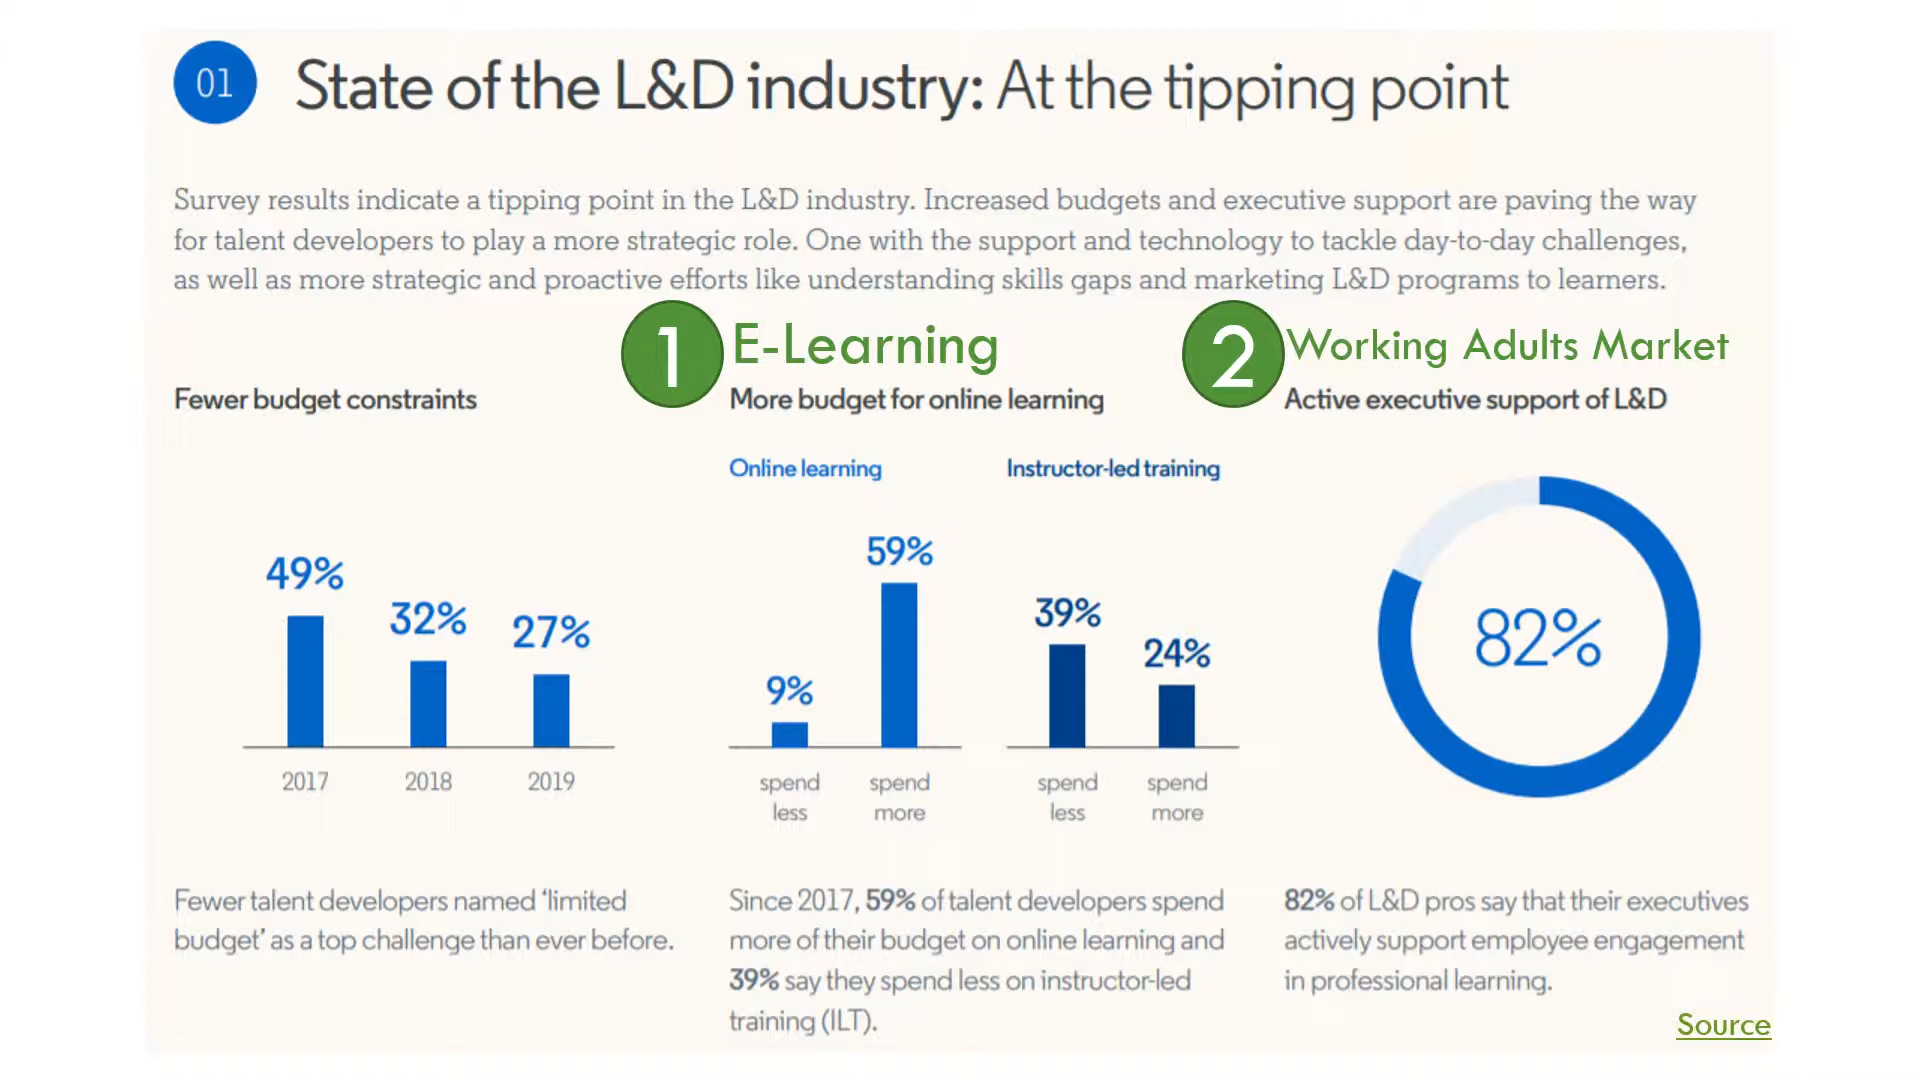 01
State of the L&D industry: At the tipping point
Survey results indicate a tipping point in the L&D industry. Increased budgets and executive support are paving the way
for talent developers to play a more strategic role. One with the support and technology to tackle day-to-day challenges,
as well as more strategic and proactive efforts like understanding skills gaps and marketing L&D programs to learners.
1 E-Learning
2 Working Adults Market
Fewer budget constraints
49%
32%
27%
2017 2018 2019
Fewer talent developers named ‘limited
budget’ as a top challenge than ever before.
More budget for online learning
Online learning
9%
59%
spend
less
spend
more
Instructor-led training
39%
24%
spend
less
spend
more
Since 2017, 59% of talent developers spend
more of their budget on online learning and
39% say they spend less on instructor-led
training (ILT).
Active executive support of L&D
82%
82% of L&D pros say that their executives
actively support employee engagement
in professional learning.
Source